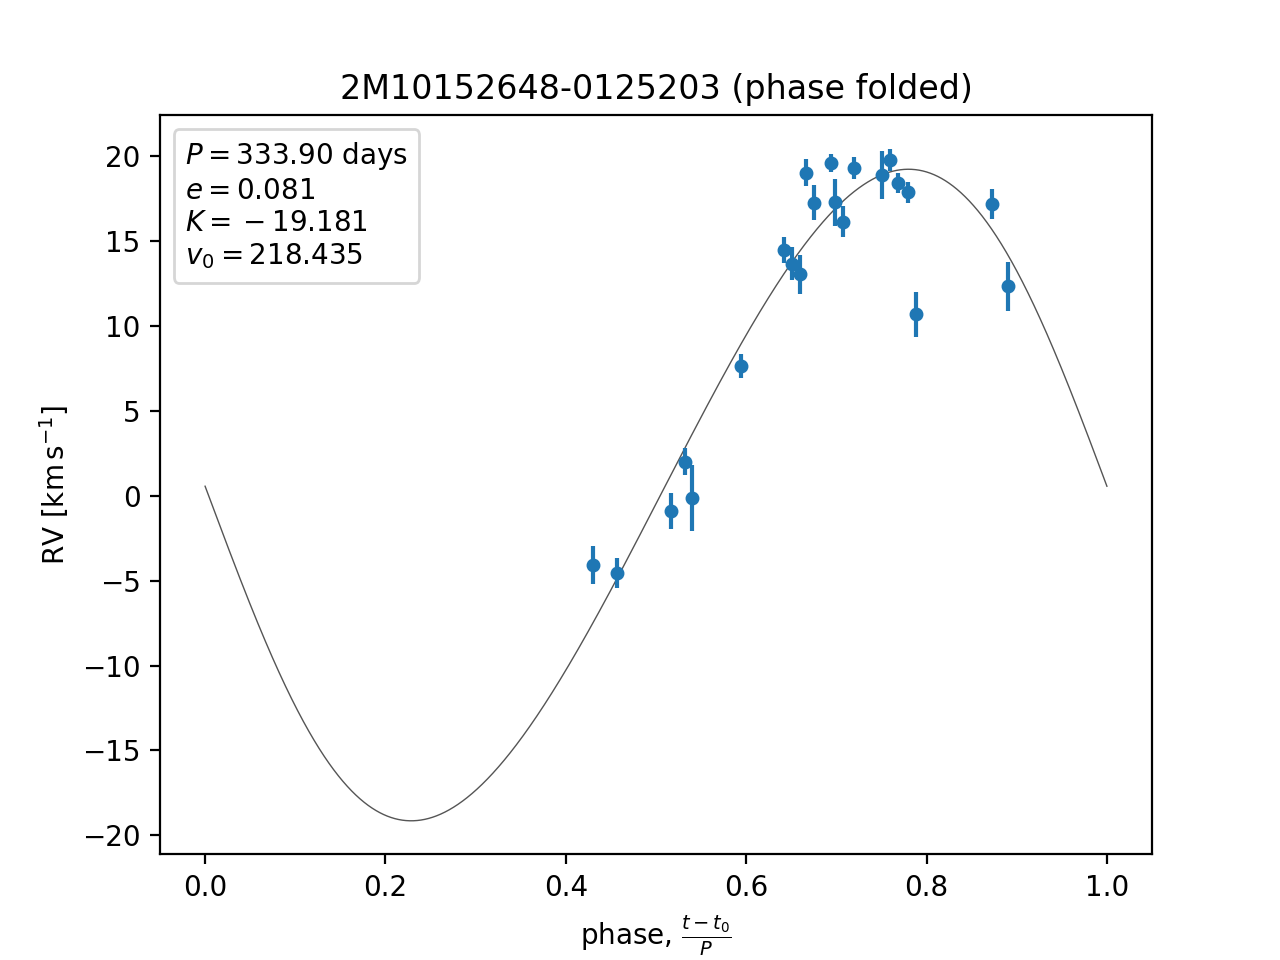 2M10152648-0125203 (phase folded)
P = 333.90 days
e = 0.081
K = −19.181
v₀ = 218.435
RV [km s⁻¹]
20
15
10
5
0
−5
−10
−15
−20
0.0 0.2 0.4 0.6 0.8 1.0
phase, (t − t₀)/P